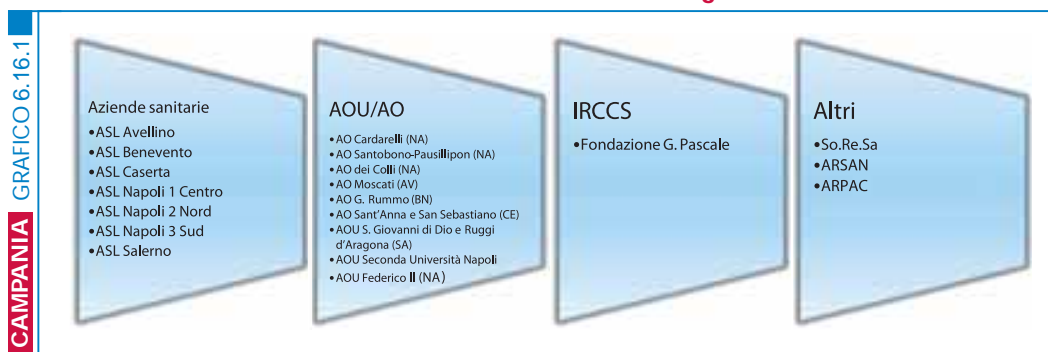 CAMPANIA GRAFICO 6.16.1
Aziende sanitarie
•ASL Avellino
•ASL Benevento
•ASL Caserta
•ASL Napoli 1 Centro
•ASL Napoli 2 Nord
•ASL Napoli 3 Sud
•ASL Salerno
AOU/AO
•AO Cardarelli (NA)
•AO Santobono-Pausillipon (NA)
•AO dei Colli (NA)
•AO Moscati (AV)
•AO G. Rummo (BN)
•AO Sant'Anna e San Sebastiano (CE)
•AOU S. Giovanni di Dio e Ruggi
d'Aragona (SA)
•AOU Seconda Università Napoli
•AOU Federico II (NA)
IRCCS
•Fondazione G. Pascale
Altri
•So.Re.Sa
•ARSAN
•ARPAC